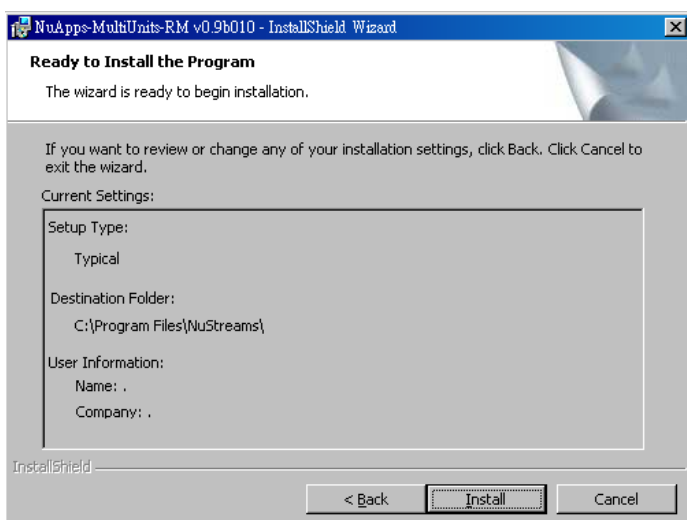 NuApps-MultiUnits-RM v0.9b010 - InstallShield Wizard
Ready to Install the Program
The wizard is ready to begin installation.
If you want to review or change any of your installation settings, click Back. Click Cancel to
exit the wizard.
Current Settings:
Setup Type:
Typical
Destination Folder:
C:\Program Files\NuStreams\
User Information:
Name: .
Company: .
InstallShield
< Back
Install
Cancel